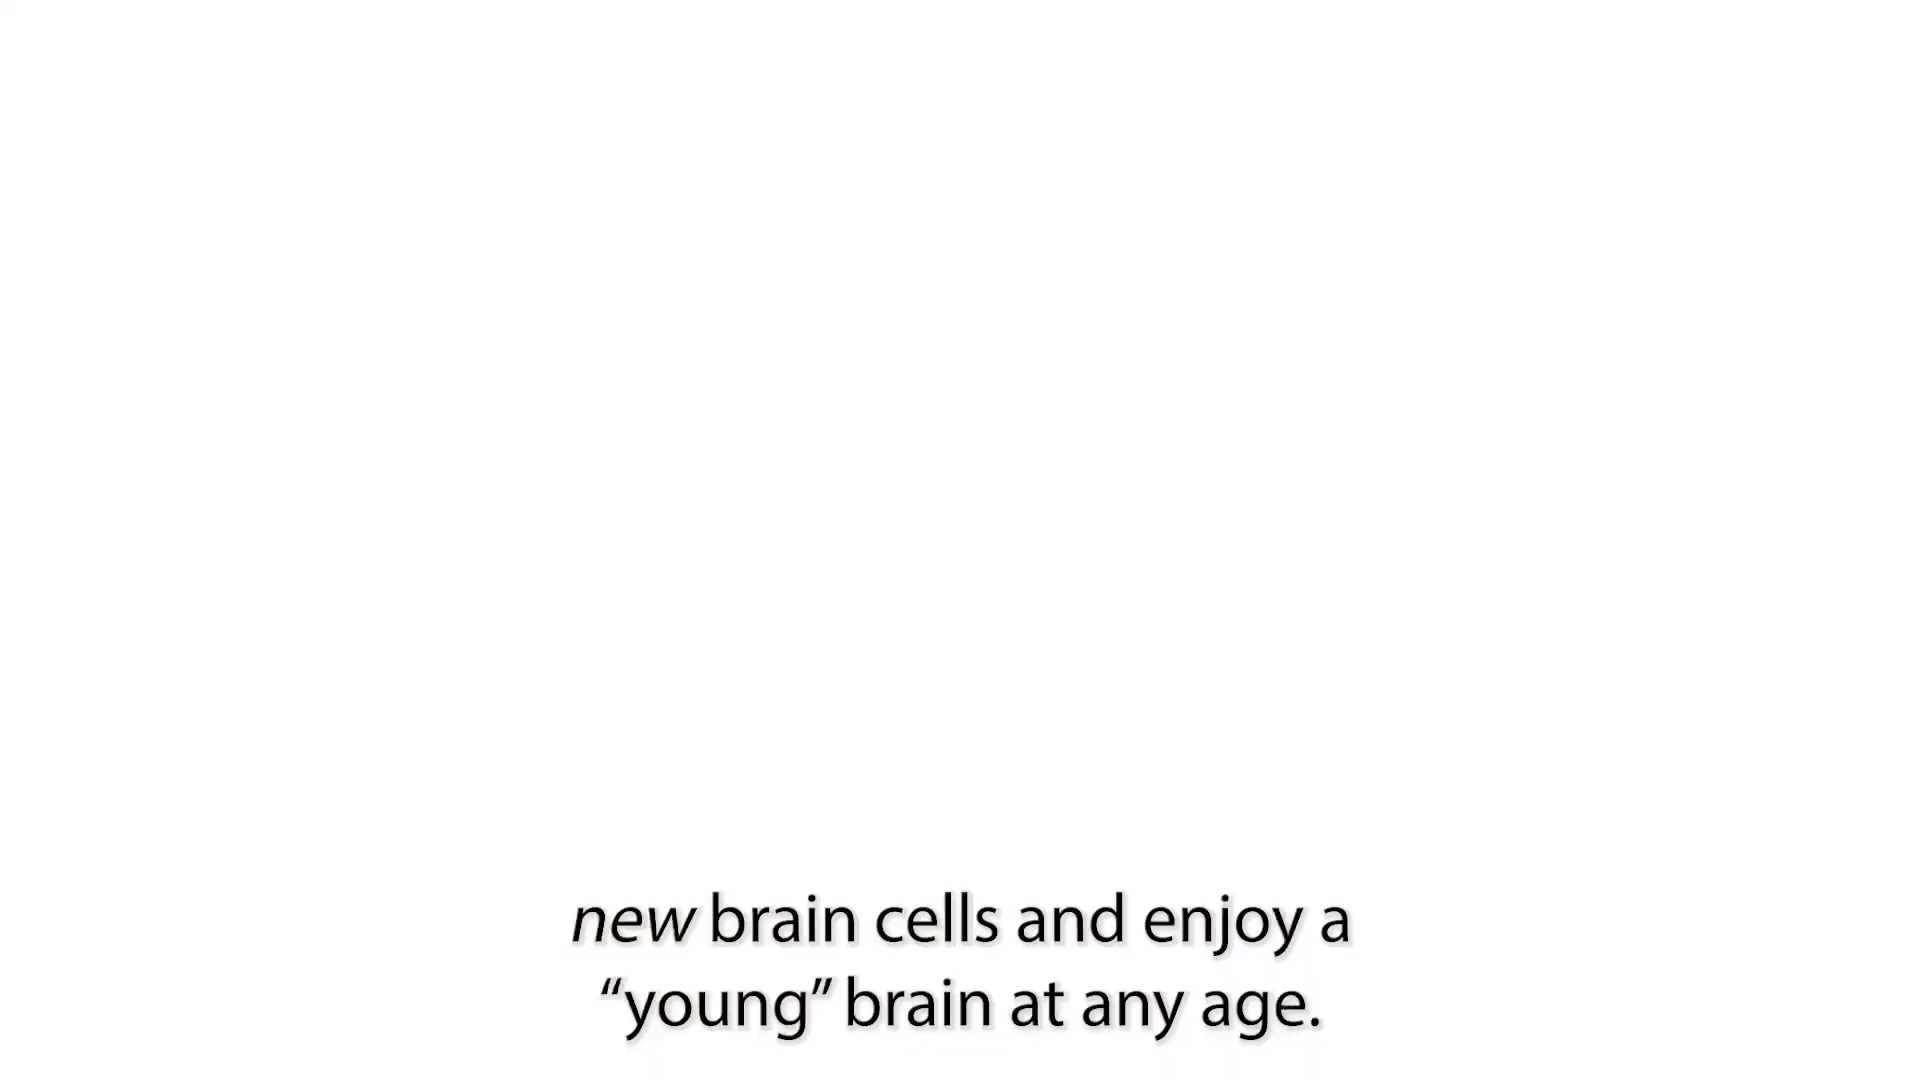 new brain cells and enjoy a
“young” brain at any age.